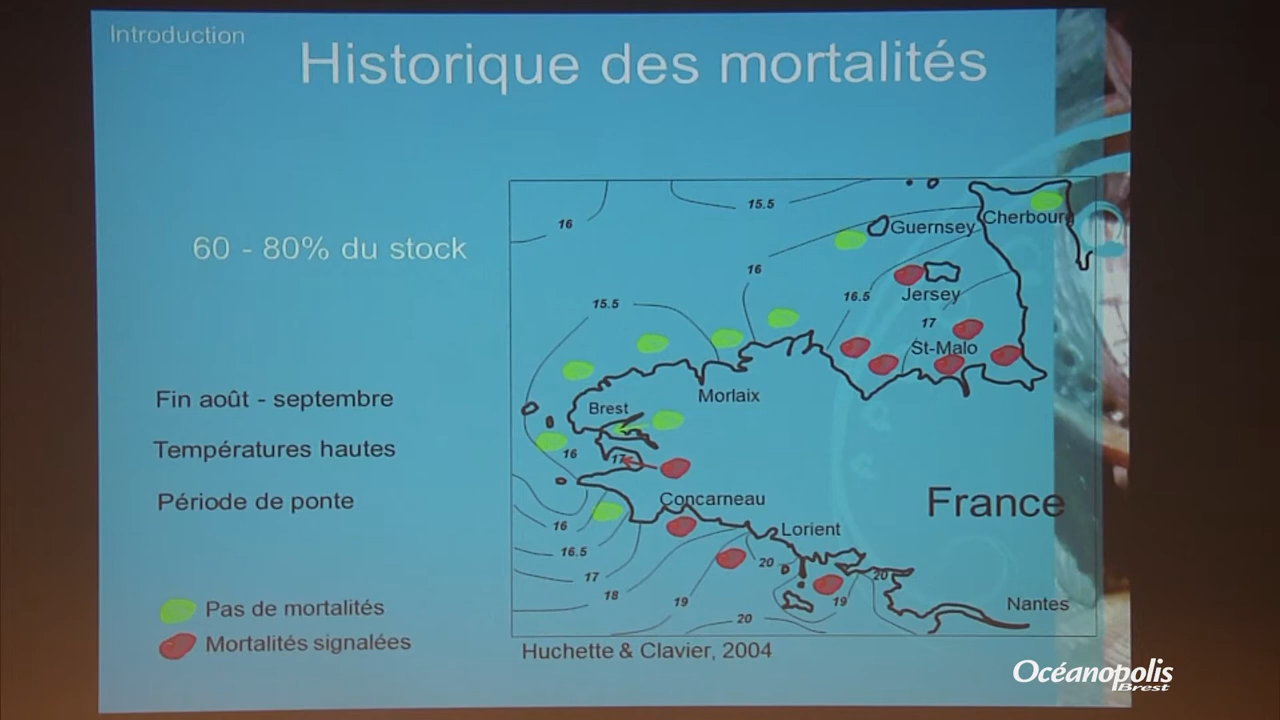 Introduction
Historique des mortalités
60 - 80% du stock
Fin août - septembre
Températures hautes
Période de ponte
Pas de mortalités
Mortalités signalées
15.5
16
Cherbourg
Guernsey
16
15.5
16.5
Jersey
17
St-Malo
Morlaix
Brest
16
17
Concarneau
France
Lorient
16
16.5
17
18
19
20
20
19
20
Nantes
Huchette & Clavier, 2004
Océanopolis
Brest